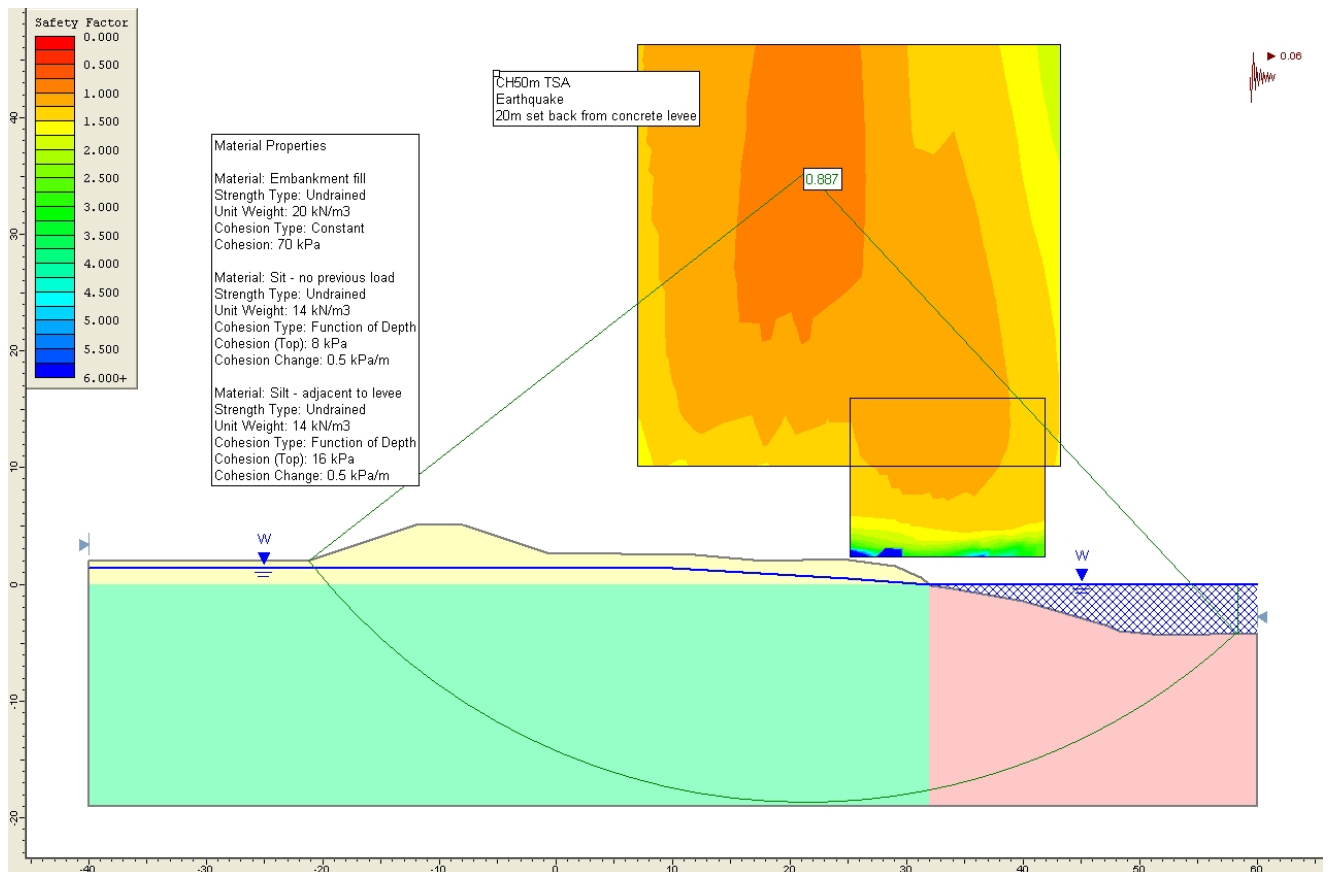 Safety Factor
0.000
0.500
1.000
1.500
2.000
2.500
3.000
3.500
4.000
4.500
5.000
5.500
6.000+
CH50m TSA
Earthquake
20m set back from concrete levee
0.06
Material Properties
Material: Embankment fill
Strength Type: Undrained
Unit Weight: 20 kN/m3
Cohesion Type: Constant
Cohesion: 70 kPa
Material: Sit - no previous load
Strength Type: Undrained
Unit Weight: 14 kN/m3
Cohesion Type: Function of Depth
Cohesion (Top): 8 kPa
Cohesion Change: 0.5 kPa/m
Material: Silt - adjacent to levee
Strength Type: Undrained
Unit Weight: 14 kN/m3
Cohesion Type: Function of Depth
Cohesion (Top): 16 kPa
Cohesion Change: 0.5 kPa/m
0.887
W
W
40
30
20
10
0
-10
-20
-40
-30
-20
-10
0
10
20
30
40
50
60